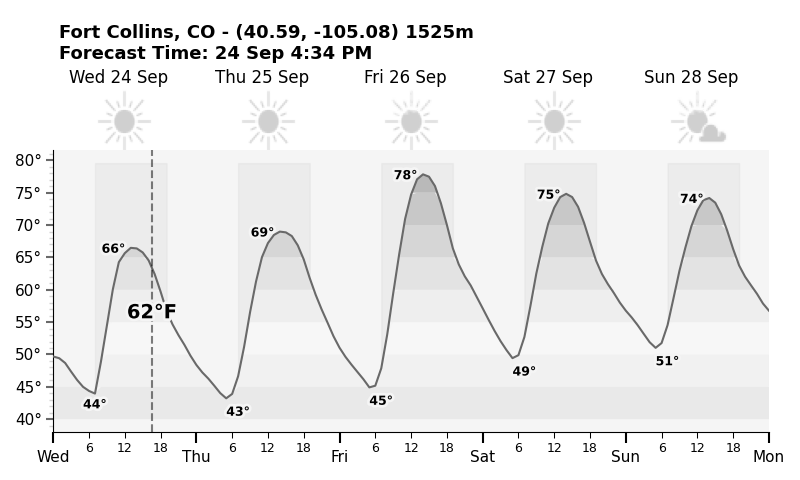 Fort Collins, CO - (40.59, -105.08) 1525m
Forecast Time: 24 Sep 4:34 PM
Wed 24 Sep Thu 25 Sep Fri 26 Sep Sat 27 Sep Sun 28 Sep
80°
75°
70°
65°
60°
55°
50°
45°
40°
66° 69° 78° 75° 74°
62°F
44° 43° 45° 49° 51°
6 12 18 6 12 18 6 12 18 6 12 18 6 12 18
Wed Thu Fri Sat Sun Mon